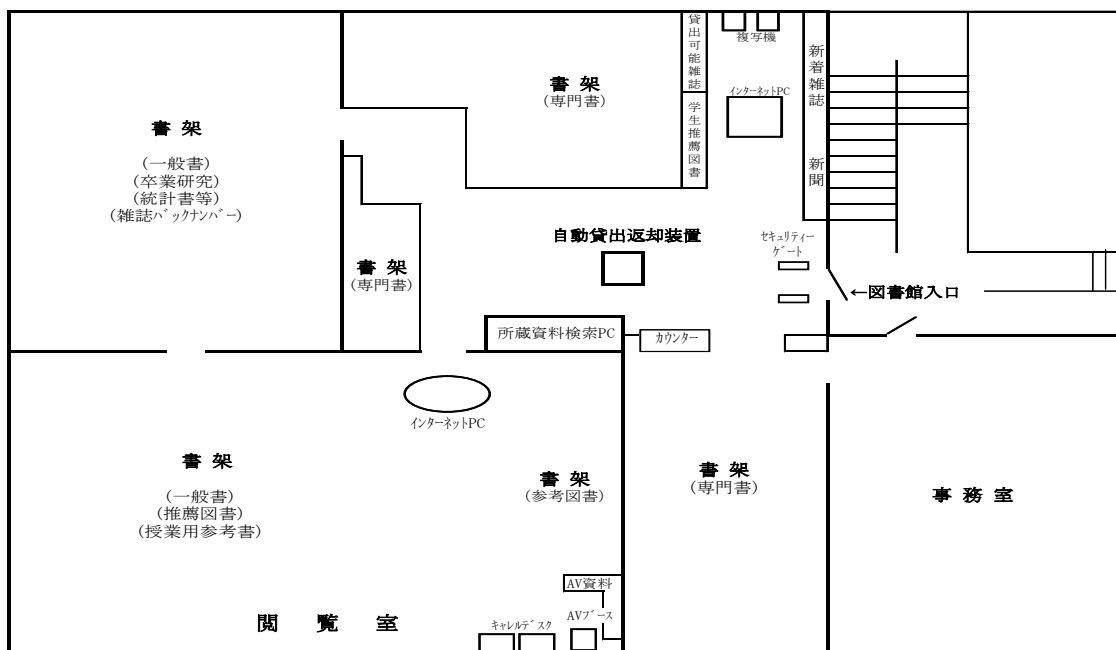 書 架
(一般書)
(卒業研究)
(統計書等)
(雑誌バックナンバー)
書 架
(専門書)
貸出可能雑誌
学生推薦図書
複写機
インターネットPC
新着雑誌
新聞
書 架
(専門書)
自動貸出返却装置
セキュリティー
ゲート
←図書館入口
所蔵資料検索PC
カウンター
インターネットPC
書 架
(一般書)
(推薦図書)
(授業用参考書)
書 架
(参考図書)
書 架
(専門書)
事 務 室
AV資料
AVブース
キャレルデスク
閲 覧 室